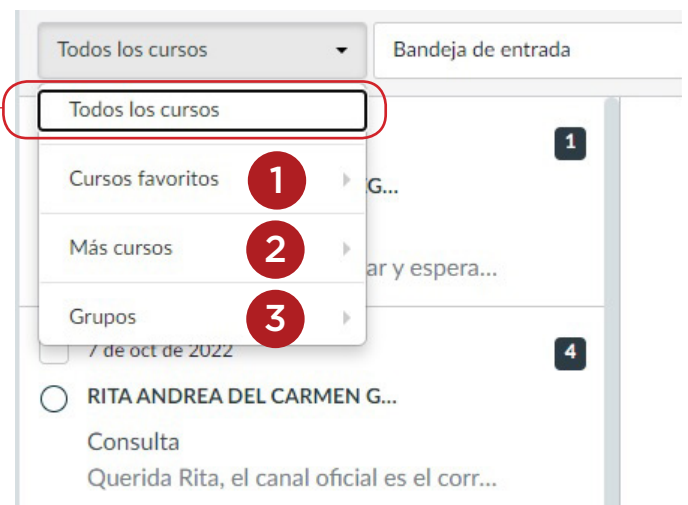 Todos los cursos
Bandeja de entrada
Todos los cursos
1
Cursos favoritos
1
G...
Más cursos
2
ar y espera...
Grupos
3
7 de oct de 2022
4
RITA ANDREA DEL CARMEN G...
Consulta
Querida Rita, el canal oficial es el corr...